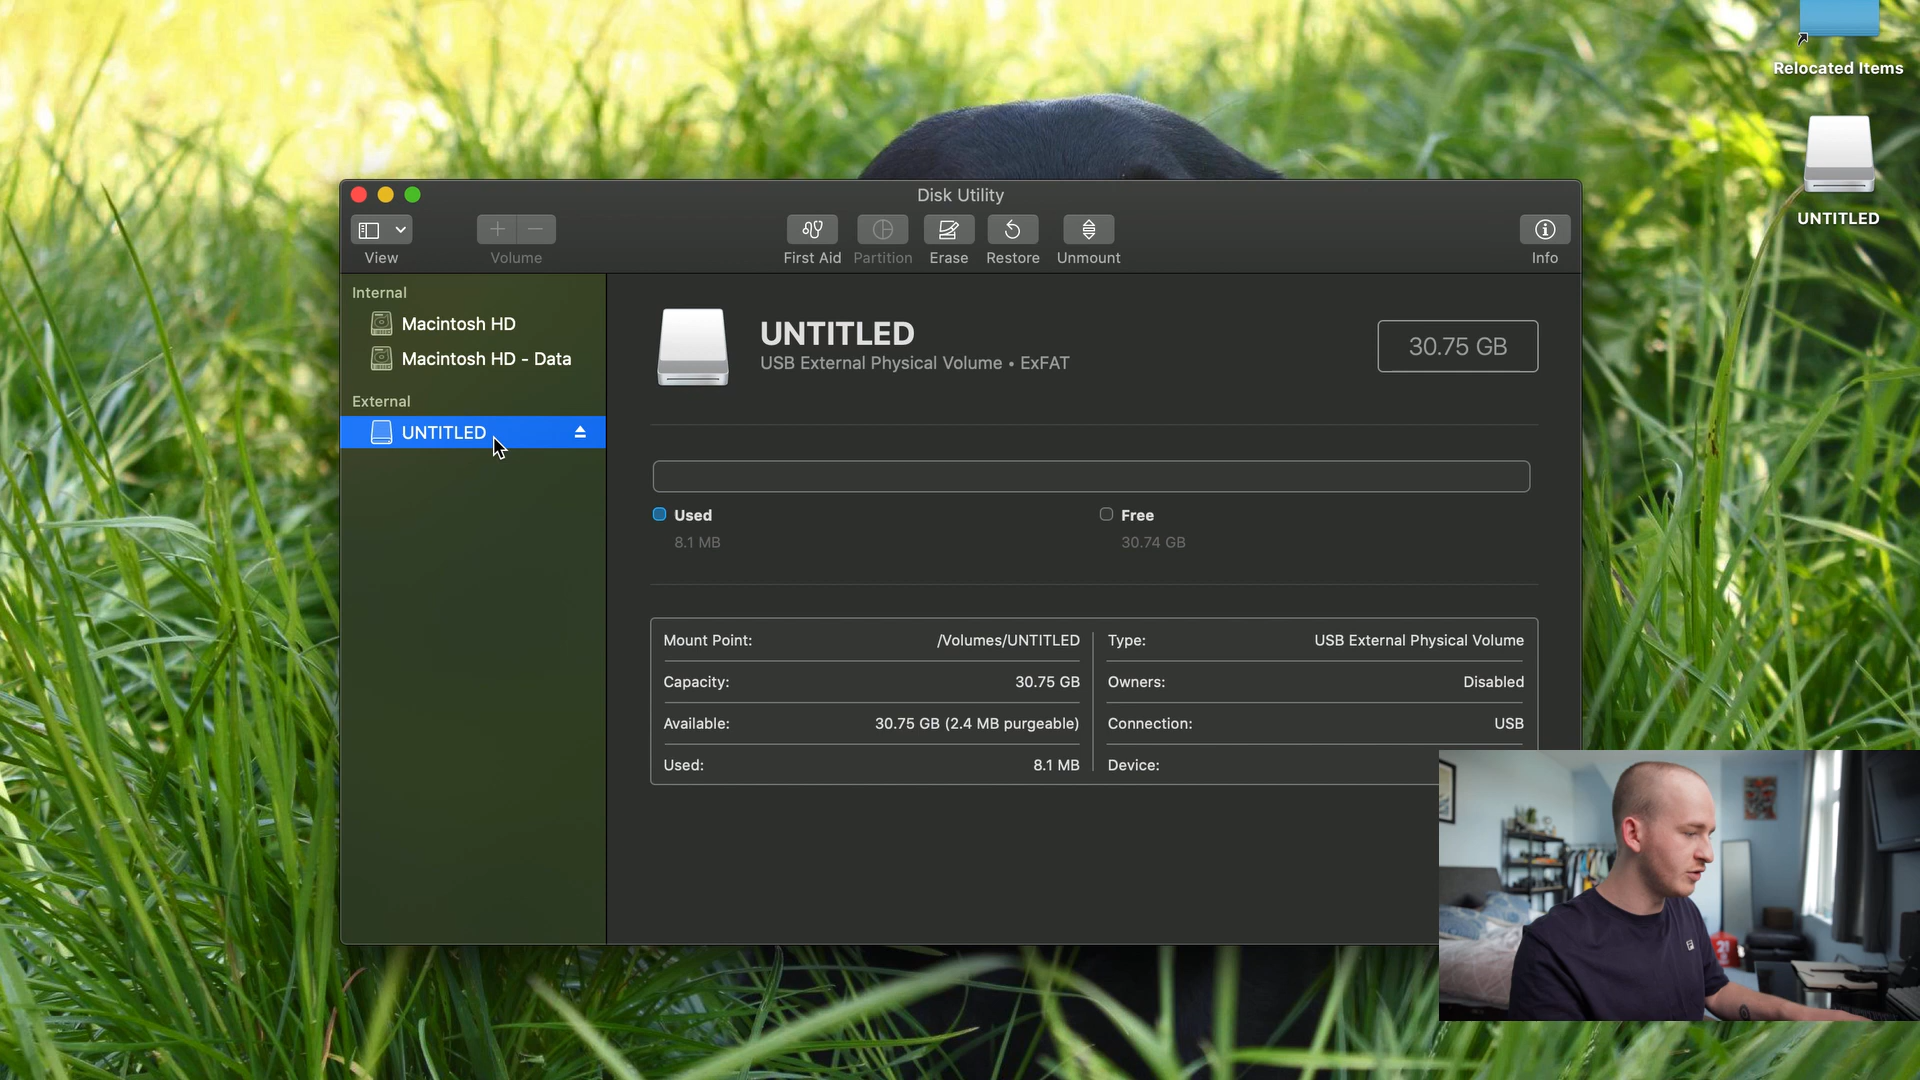 Relocated Items
UNTITLED
Disk Utility
View
Volume
First Aid
Partition
Erase
Restore
Unmount
Info
Internal
Macintosh HD
Macintosh HD - Data
External
UNTITLED
UNTITLED
USB External Physical Volume • ExFAT
30.75 GB
Used
8.1 MB
Free
30.74 GB
Mount Point: /Volumes/UNTITLED
Capacity: 30.75 GB
Available: 30.75 GB (2.4 MB purgeable)
Used: 8.1 MB
Type: USB External Physical Volume
Owners: Disabled
Connection: USB
Device:
21